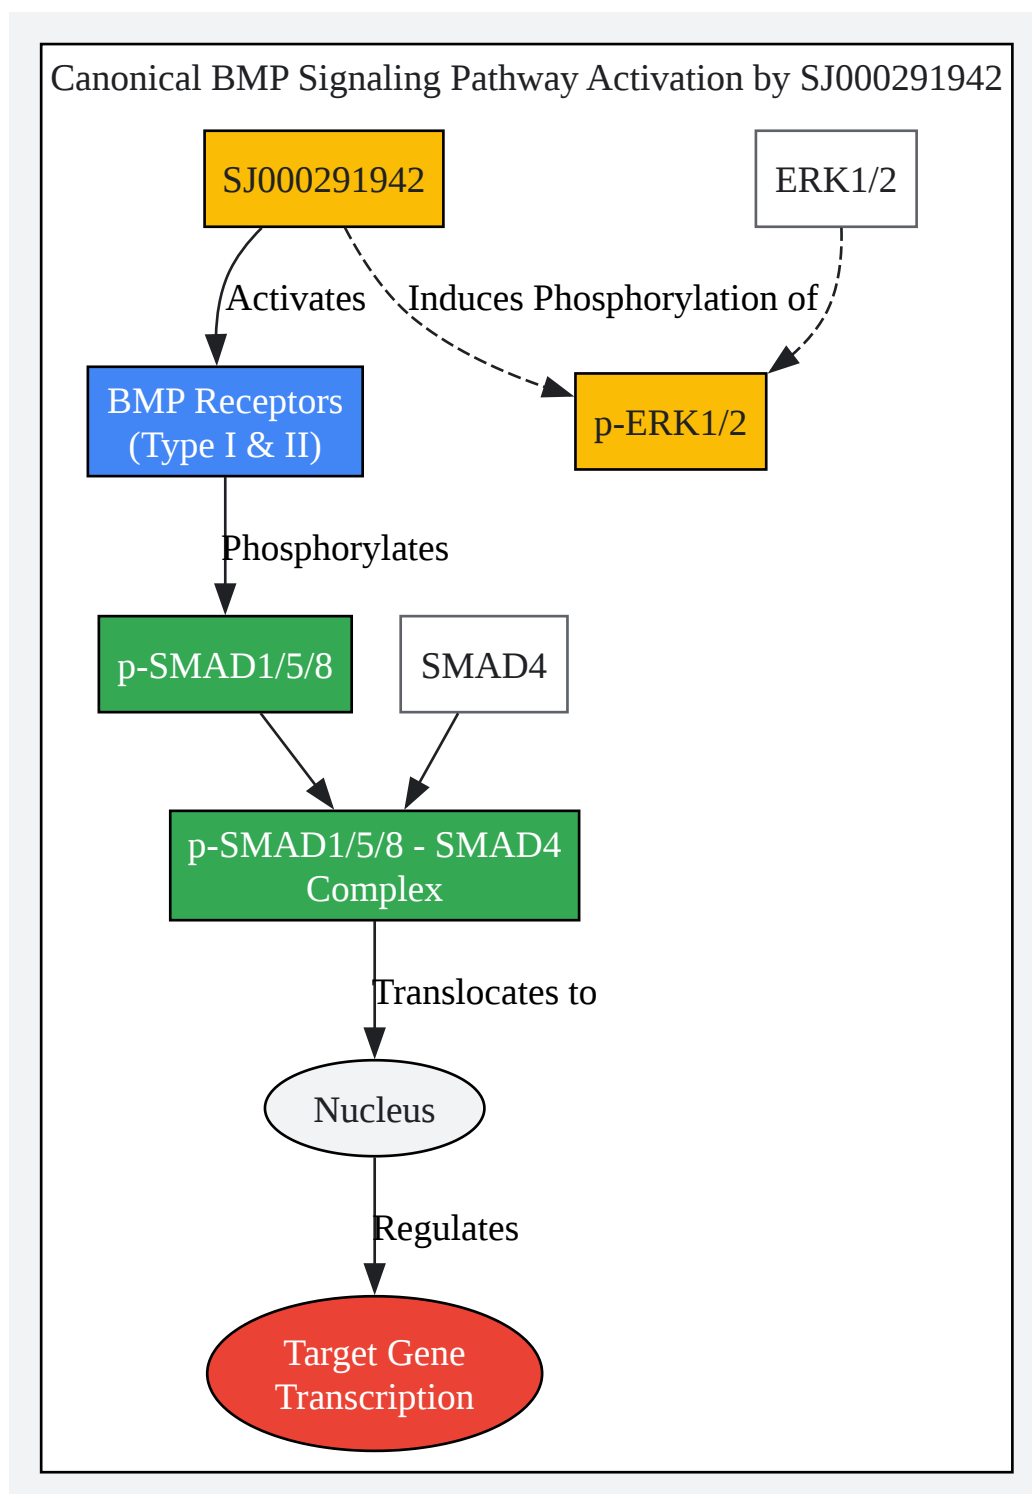 Canonical BMP Signaling Pathway Activation by SJ000291942
SJ000291942
ERK1/2
Activates
Induces Phosphorylation of
BMP Receptors
(Type I & II)
p-ERK1/2
Phosphorylates
p-SMAD1/5/8
SMAD4
p-SMAD1/5/8 - SMAD4
Complex
Translocates to
Nucleus
Regulates
Target Gene
Transcription